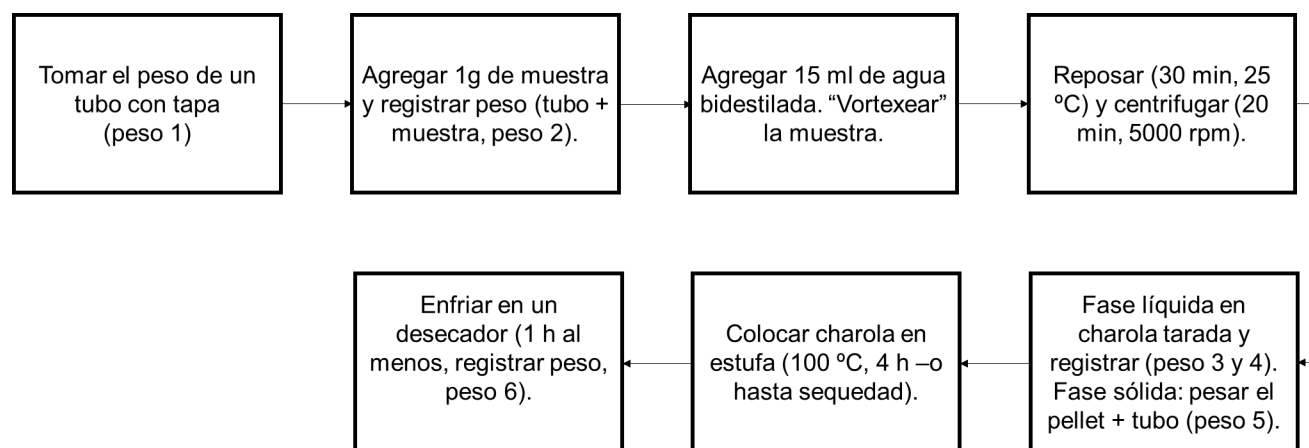 Tomar el peso de un
tubo con tapa
(peso 1)
Agregar 1g de muestra
y registrar peso (tubo +
muestra, peso 2).
Agregar 15 ml de agua
bidestilada. “Vortexear”
la muestra.
Reposar (30 min, 25
ºC) y centrifugar (20
min, 5000 rpm).
Fase líquida en
charola tarada y
registrar (peso 3 y 4).
Fase sólida: pesar el
pellet + tubo (peso 5).
Colocar charola en
estufa (100 ºC, 4 h –o
hasta sequedad).
Enfriar en un
desecador (1 h al
menos, registrar peso,
peso 6).